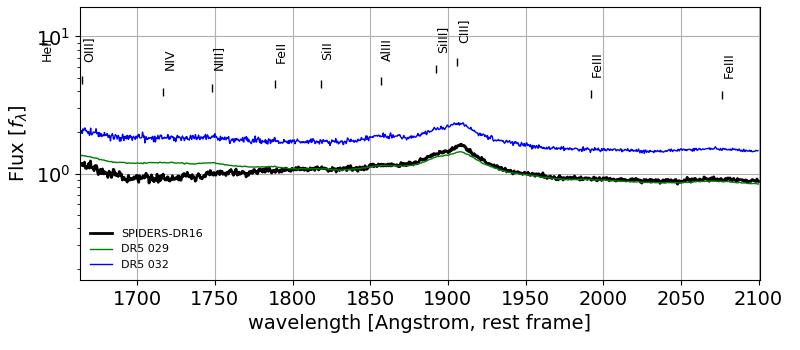 HeII
OIII]
NIV
NIII]
FeII
SiII
AlIII
SiIII]
CIII]
FeIII
FeIII
10¹
10⁰
Flux [fλ]
SPIDERS-DR16
DR5 029
DR5 032
1700 1750 1800 1850 1900 1950 2000 2050 2100
wavelength [Angstrom, rest frame]